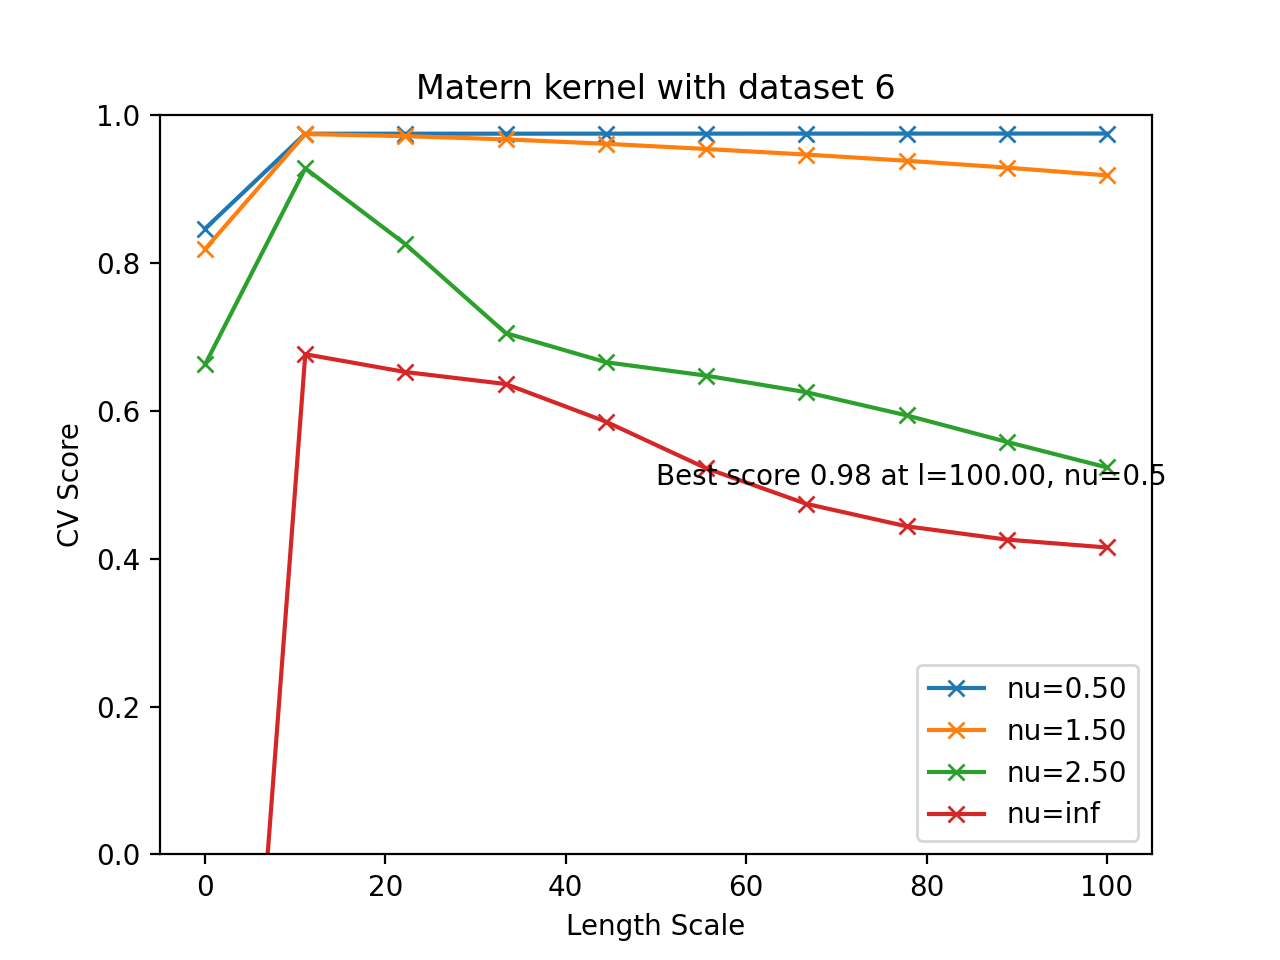 Matern kernel with dataset 6
1.0
0.8
0.6
0.4
0.2
0.0
CV Score
Best score 0.98 at l=100.00, nu=0.5
nu=0.50
nu=1.50
nu=2.50
nu=inf
0 20 40 60 80 100
Length Scale